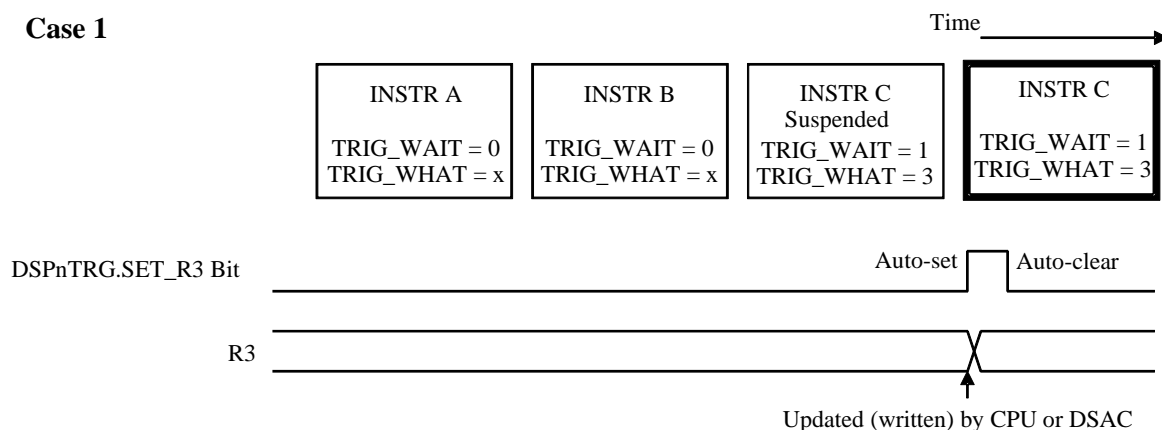 Case 1
Time
INSTR A
TRIG_WAIT = 0
TRIG_WHAT = x
INSTR B
TRIG_WAIT = 0
TRIG_WHAT = x
INSTR C
Suspended
TRIG_WAIT = 1
TRIG_WHAT = 3
INSTR C
TRIG_WAIT = 1
TRIG_WHAT = 3
DSPnTRG.SET_R3 Bit
Auto-set
Auto-clear
R3
Updated (written) by CPU or DSAC